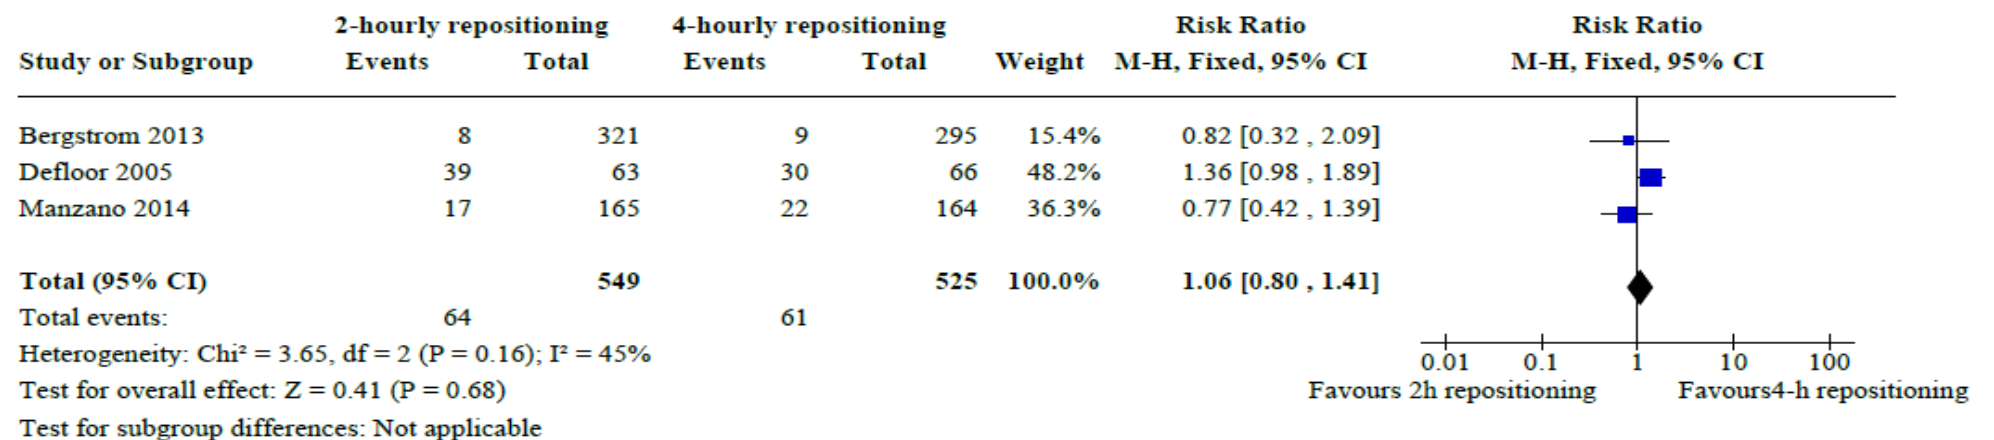 2-hourly repositioning 4-hourly repositioning Risk Ratio Risk Ratio
Study or Subgroup Events Total Events Total Weight M-H, Fixed, 95% CI M-H, Fixed, 95% CI
Bergstrom 2013 8 321 9 295 15.4% 0.82 [0.32 , 2.09]
Defloor 2005 39 63 30 66 48.2% 1.36 [0.98 , 1.89]
Manzano 2014 17 165 22 164 36.3% 0.77 [0.42 , 1.39]
Total (95% CI) 549 525 100.0% 1.06 [0.80 , 1.41]
Total events: 64 61
Heterogeneity: Chi² = 3.65, df = 2 (P = 0.16); I² = 45%
0.01 0.1 1 10 100
Test for overall effect: Z = 0.41 (P = 0.68) Favours 2h repositioning Favours4-h repositioning
Test for subgroup differences: Not applicable